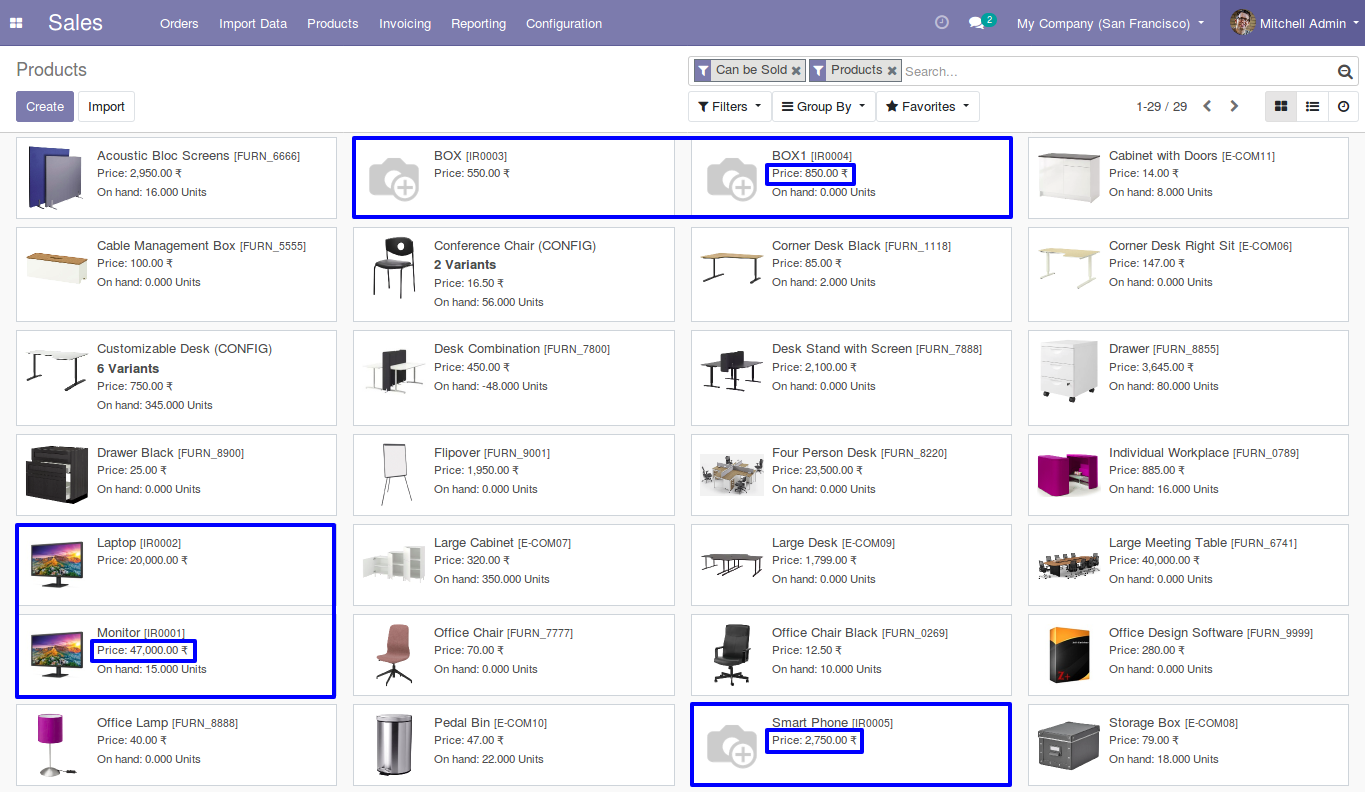 Sales
Orders Import Data Products Invoicing Reporting Configuration
2 My Company (San Francisco) Mitchell Admin
Products
Can be Sold Products Search...
Create Import
Filters Group By Favorites 1-29 / 29
Acoustic Bloc Screens [FURN_6666]
Price: 2,950.00 ₹
On hand: 16.000 Units
BOX [IR0003]
Price: 550.00 ₹
BOX1 [IR0004]
Price: 850.00 ₹
On hand: 0.000 Units
Cabinet with Doors [E-COM11]
Price: 14.00 ₹
On hand: 8.000 Units
Cable Management Box [FURN_5555]
Price: 100.00 ₹
On hand: 0.000 Units
Conference Chair (CONFIG)
2 Variants
Price: 16.50 ₹
On hand: 56.000 Units
Corner Desk Black [FURN_1118]
Price: 85.00 ₹
On hand: 2.000 Units
Corner Desk Right Sit [E-COM06]
Price: 147.00 ₹
On hand: 0.000 Units
Customizable Desk (CONFIG)
6 Variants
Price: 750.00 ₹
On hand: 345.000 Units
Desk Combination [FURN_7800]
Price: 450.00 ₹
On hand: -48.000 Units
Desk Stand with Screen [FURN_7888]
Price: 2,100.00 ₹
On hand: 0.000 Units
Drawer [FURN_8855]
Price: 3,645.00 ₹
On hand: 80.000 Units
Drawer Black [FURN_8900]
Price: 25.00 ₹
On hand: 0.000 Units
Flipover [FURN_9001]
Price: 1,950.00 ₹
On hand: 0.000 Units
Four Person Desk [FURN_8220]
Price: 23,500.00 ₹
On hand: 0.000 Units
Individual Workplace [FURN_0789]
Price: 885.00 ₹
On hand: 16.000 Units
Laptop [IR0002]
Price: 20,000.00 ₹
Large Cabinet [E-COM07]
Price: 320.00 ₹
On hand: 350.000 Units
Large Desk [E-COM09]
Price: 1,799.00 ₹
On hand: 0.000 Units
Large Meeting Table [FURN_6741]
Price: 40,000.00 ₹
On hand: 0.000 Units
Monitor [IR0001]
Price: 47,000.00 ₹
On hand: 15.000 Units
Office Chair [FURN_7777]
Price: 70.00 ₹
On hand: 0.000 Units
Office Chair Black [FURN_0269]
Price: 12.50 ₹
On hand: 10.000 Units
Office Design Software [FURN_9999]
Price: 280.00 ₹
On hand: 0.000 Units
Office Lamp [FURN_8888]
Price: 40.00 ₹
On hand: 0.000 Units
Pedal Bin [E-COM10]
Price: 47.00 ₹
On hand: 22.000 Units
Smart Phone [IR0005]
Price: 2,750.00 ₹
Storage Box [E-COM08]
Price: 79.00 ₹
On hand: 18.000 Units